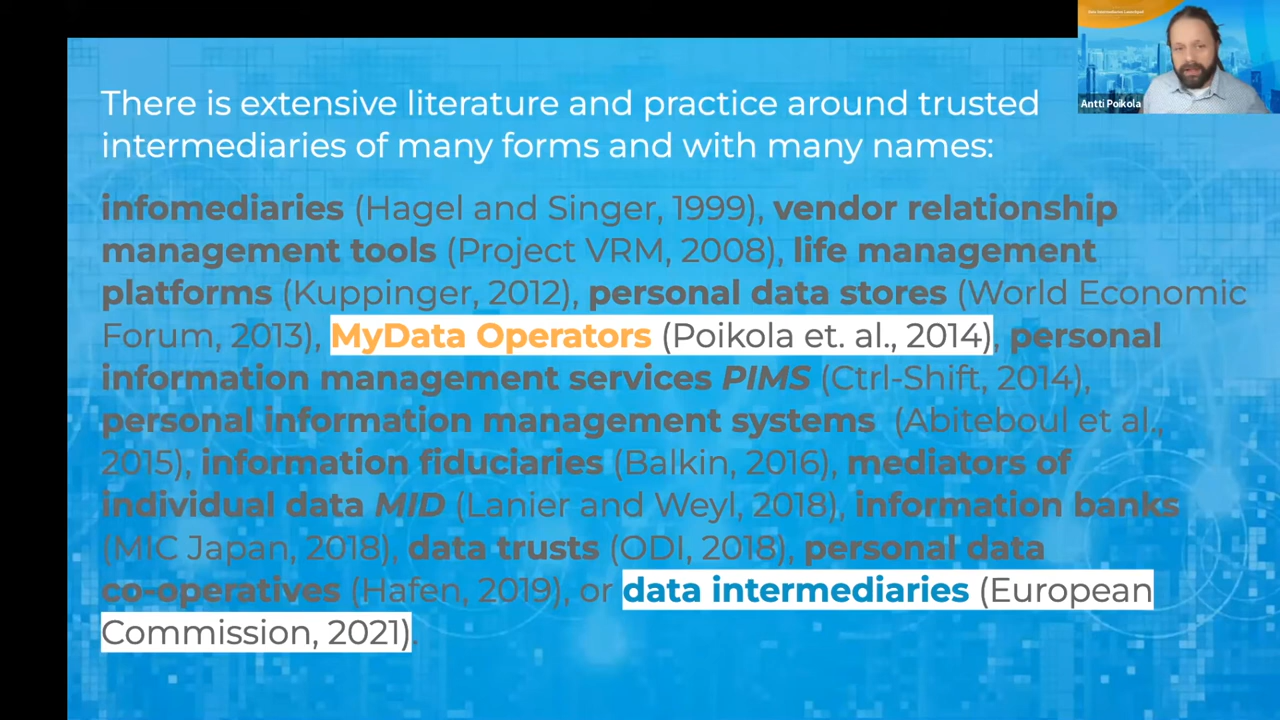 There is extensive literature and practice around trusted
intermediaries of many forms and with many names:
infomediaries (Hagel and Singer, 1999), vendor relationship
management tools (Project VRM, 2008), life management
platforms (Kuppinger, 2012), personal data stores (World Economic
Forum, 2013), MyData Operators (Poikola et. al., 2014), personal
information management services PIMS (Ctrl-Shift, 2014),
personal information management systems (Abiteboul et al.,
2015), information fiduciaries (Balkin, 2016), mediators of
individual data MID (Lanier and Weyl, 2018), information banks
(MIC Japan, 2018), data trusts (ODI, 2018), personal data
co-operatives (Hafen, 2019), or data intermediaries (European
Commission, 2021).
Antti Poikola